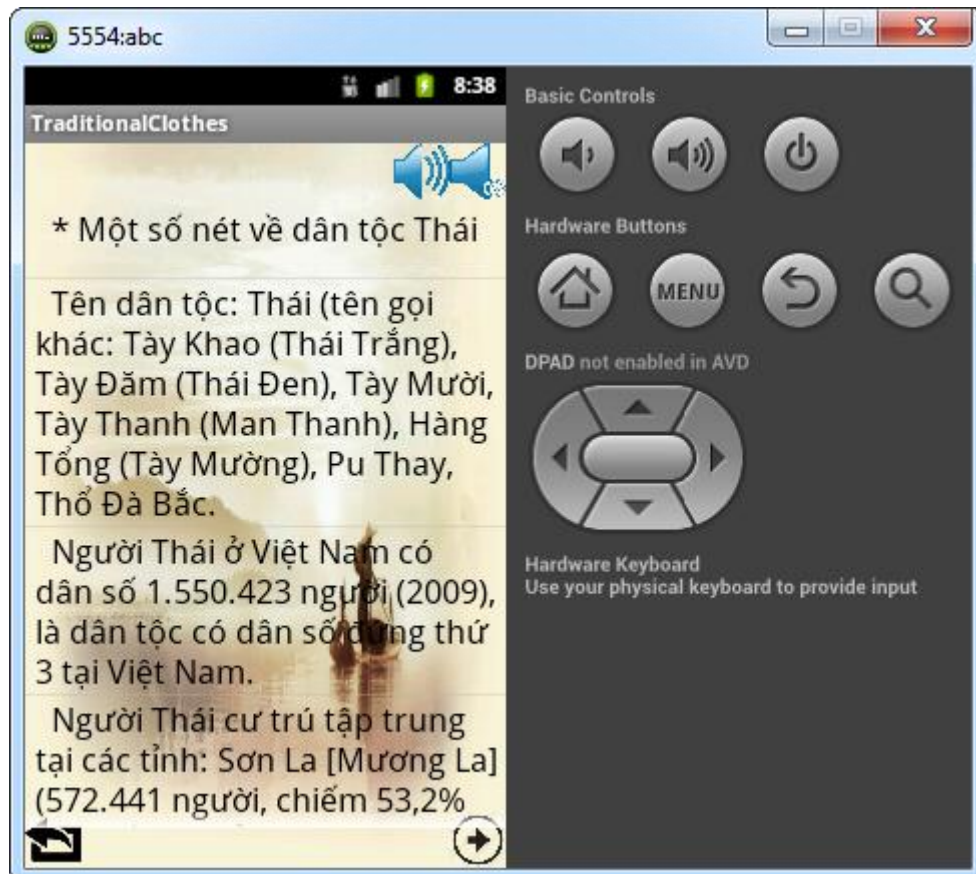 5554:abc
8:38
TraditionalClothes
* Một số nét về dân tộc Thái
Tên dân tộc: Thái (tên gọi
khác: Tày Khao (Thái Trắng),
Tày Đăm (Thái Đen), Tày Mười,
Tày Thanh (Man Thanh), Hàng
Tổng (Tày Mường), Pu Thay,
Thổ Đà Bắc.
Người Thái ở Việt Nam có
dân số 1.550.423 người (2009),
là dân tộc có dân số đứng thứ
3 tại Việt Nam.
Người Thái cư trú tập trung
tại các tỉnh: Sơn La [Mương La]
(572.441 người, chiếm 53,2%
Basic Controls
Hardware Buttons
MENU
DPAD not enabled in AVD
Hardware Keyboard
Use your physical keyboard to provide input